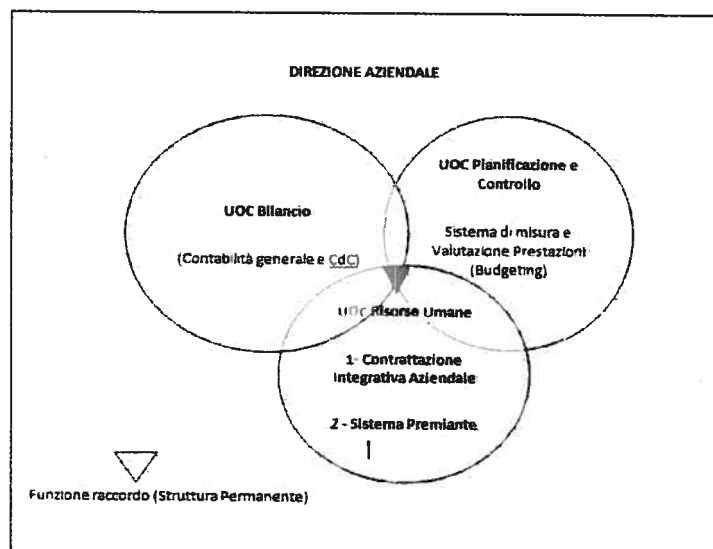 DIREZIONE AZIENDALE
UOC Bilancio
(Contabilità generale e CdC)
UOC Pianificazione e
Controllo
Sistema di misura e
Valutazione Prestazioni
(Budgeting)
UOC Risorse Umane
1- Contrattazione
Integrativa Aziendale
2 - Sistema Premiante
Funzione raccordo (Struttura Permanente)